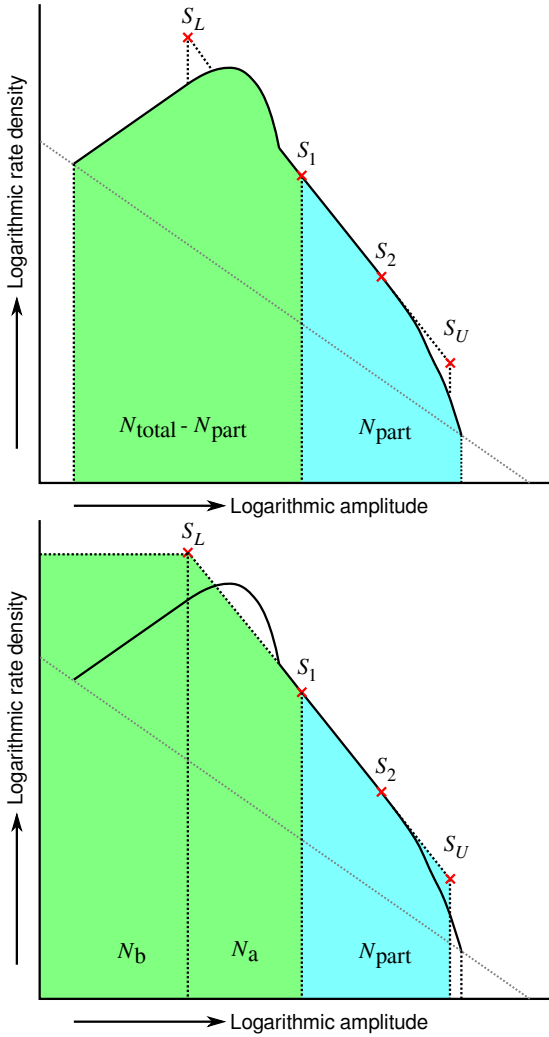 S_L
Logarithmic rate density
S_1
S_2
S_U
N_total - N_part
N_part
Logarithmic amplitude
S_L
Logarithmic rate density
S_1
S_2
S_U
N_b
N_a
N_part
Logarithmic amplitude